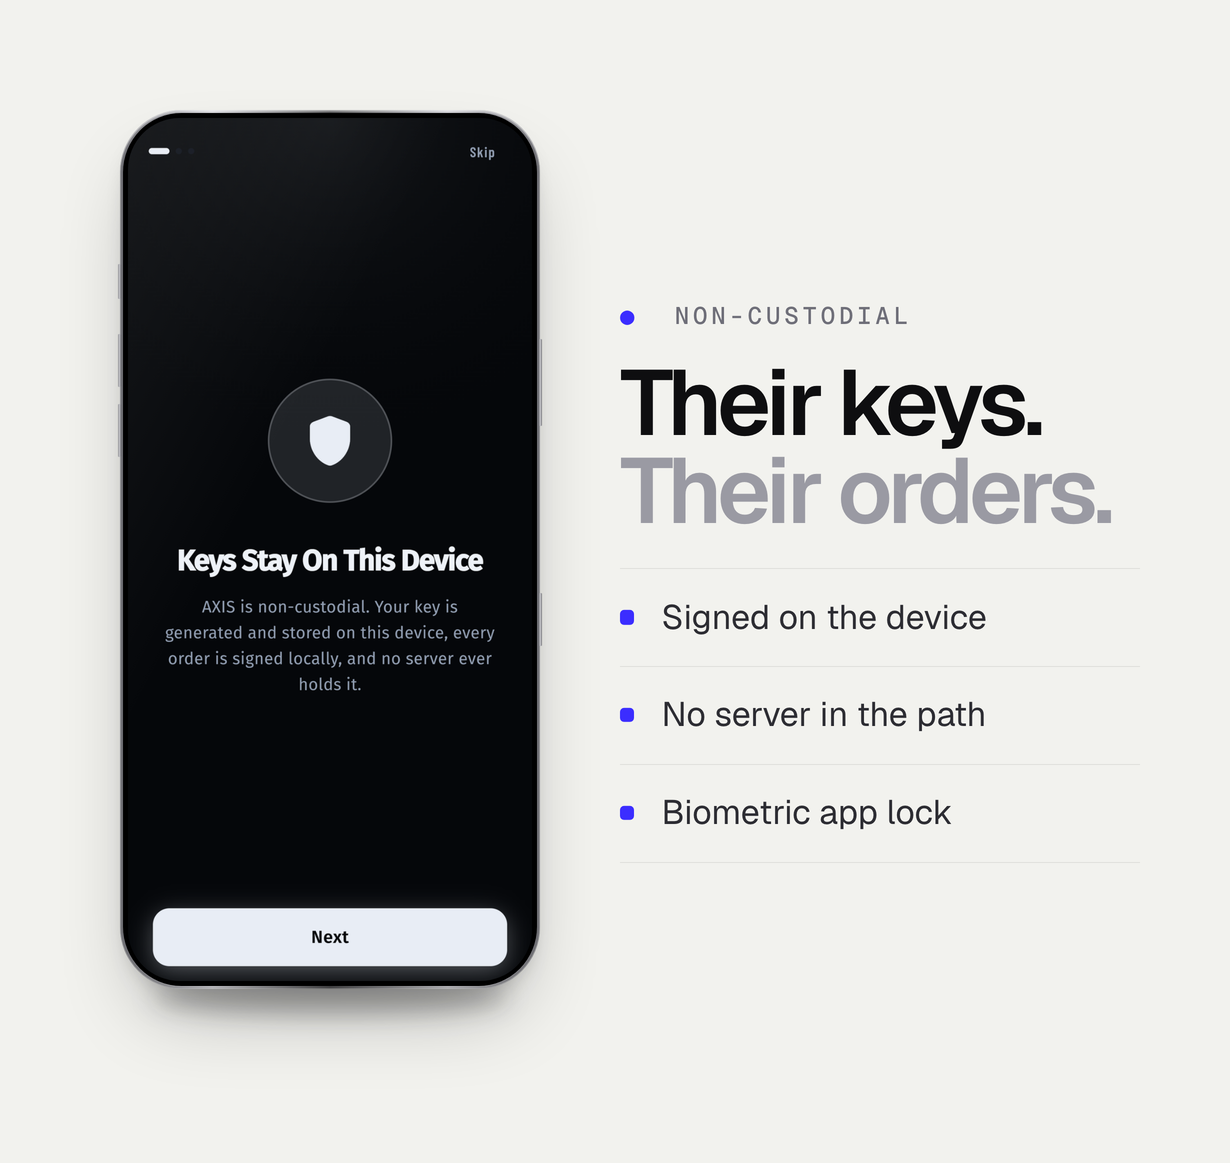 Skip
Keys Stay On This Device
AXIS is non-custodial. Your key is
generated and stored on this device, every
order is signed locally, and no server ever
holds it.
Next
NON-CUSTODIAL
Their keys.
Their orders.
Signed on the device
No server in the path
Biometric app lock